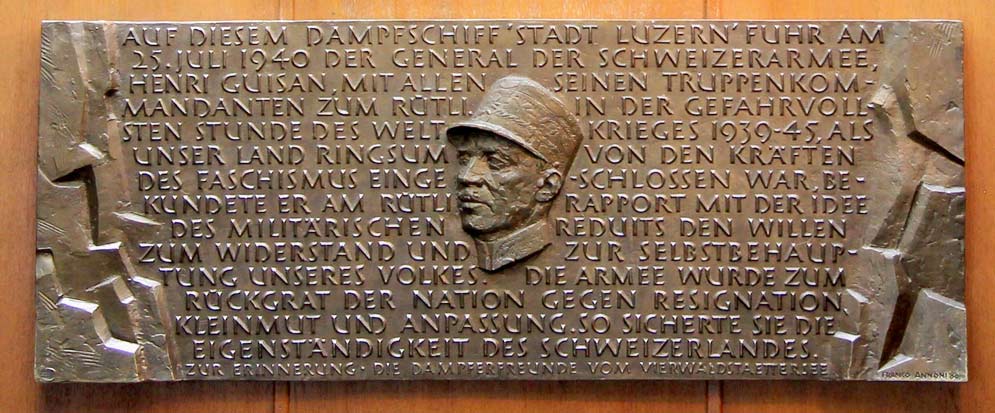 AUF DIESEM DAMPFSCHIFF 'STADT LUZERN' FUHR AM
25. JULI 1940 DER GENERAL DER SCHWEIZERARMEE,
HENRI GUISAN, MIT ALLEN SEINEN TRUPPENKOM-
MANDANTEN ZUM RÜTLI IN DER GEFAHRVOLL-
STEN STUNDE DES WELTKRIEGES 1939-45, ALS
UNSER LAND RINGSUM VON DEN KRÄFTEN
DES FASCHISMUS EINGE-SCHLOSSEN WAR, BE-
KUNDETE ER AM RÜTLIRAPPORT MIT DER IDEE
DES MILITÄRISCHEN REDUITS DEN WILLEN
ZUM WIDERSTAND UND ZUR SELBSTBEHAUP-
TUNG UNSERES VOLKES. DIE ARMEE WURDE ZUM
RÜCKGRAT DER NATION GEGEN RESIGNATION,
KLEINMUT UND ANPASSUNG. SO SICHERTE SIE DIE
EIGENSTÄNDIGKEIT DES SCHWEIZERLANDES.
ZUR ERINNERUNG · DIE DAMPFERFREUNDE VOM VIERWALDSTAETTERSEE
FRANCO ANNONI 80